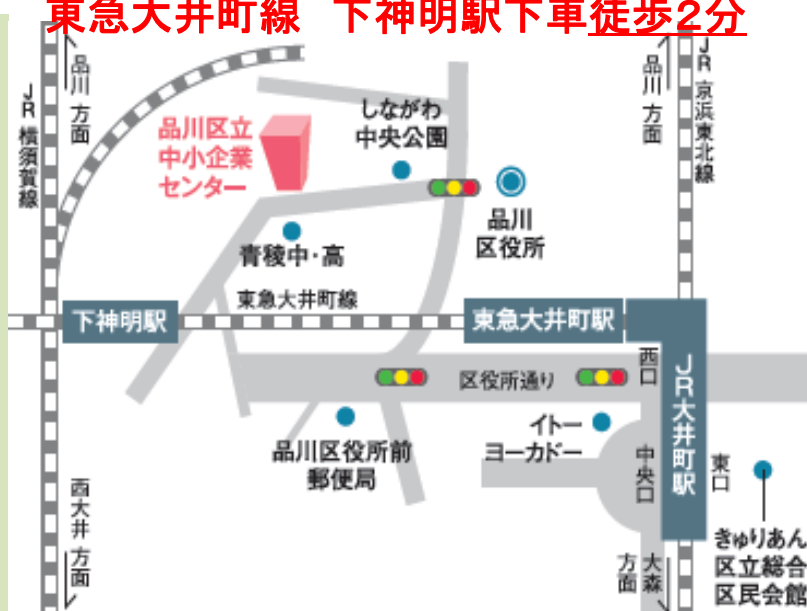 東急大井町線 下神明駅下車徒歩2分
品川方面
JR横須賀線
品川区立
中小企業
センター
しながわ
中央公園
品川
区役所
品川方面
JR京浜東北線
青稜中・高
東急大井町線
下神明駅
東急大井町駅
区役所通り
西口
JR大井町駅
イトー
ヨーカドー
中央口
東口
品川区役所前
郵便局
西大井方面
大森
方面
きゅりあん
区立総合
区民会館